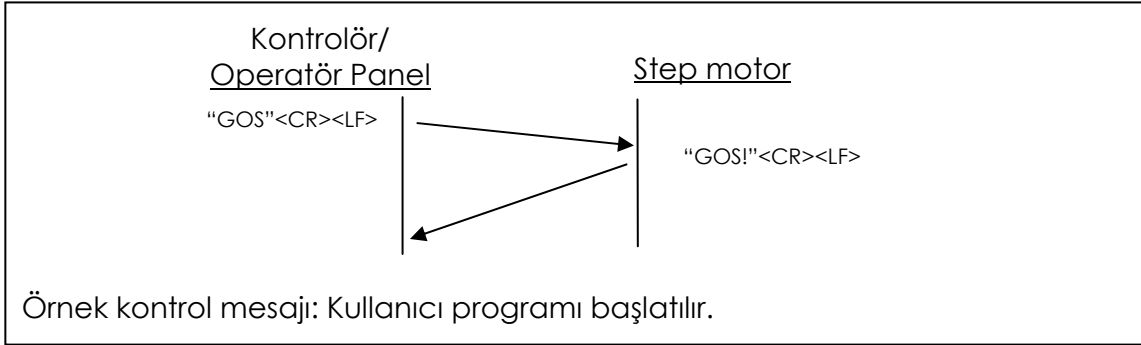 Kontrolör/
Operatör Panel
Step motor
“GOS”<CR><LF>
“GOS!”<CR><LF>
Örnek kontrol mesajı: Kullanıcı programı başlatılır.